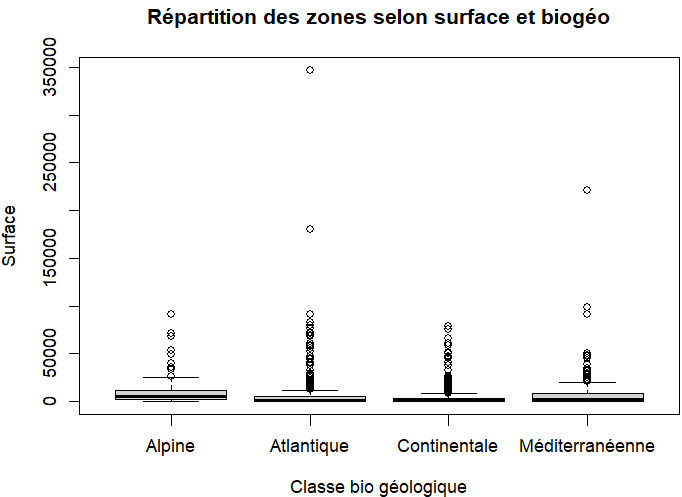 Répartition des zones selon surface et biogéo
350000
250000
150000
50000
0
Surface
Alpine Atlantique Continentale Méditerranéenne
Classe bio géologique